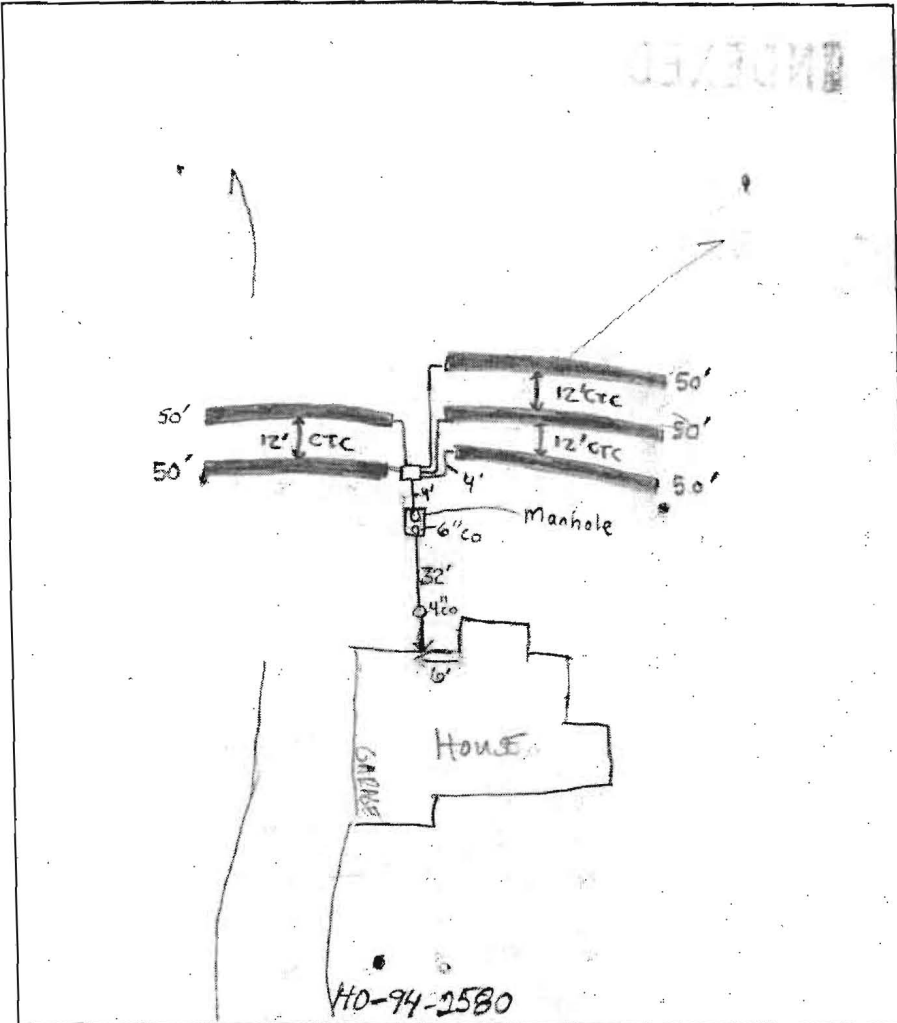 INDEXED
50'
12' CTC
50'
12' CTC
50'
12' CTC
50'
50'
4'
4'
Manhole
6" CO
32'
4" CO
6'
HOUSE
GARAGE
HO-94-2580